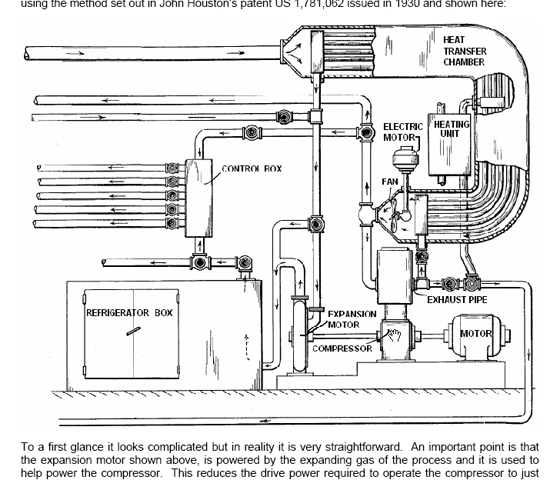 using the method set out in John Houston's patent US 1,781,062 issued in 1930 and shown here:
HEAT
TRANSFER
CHAMBER
ELECTRIC
MOTOR
HEATING
UNIT
CONTROL BOX
FAN
EXHAUST PIPE
REFRIGERATOR BOX
EXPANSION
MOTOR
COMPRESSOR
MOTOR
To a first glance it looks complicated but in reality it is very straightforward. An important point is that
the expansion motor shown above, is powered by the expanding gas of the process and it is used to
help power the compressor. This reduces the drive power required to operate the compressor to just